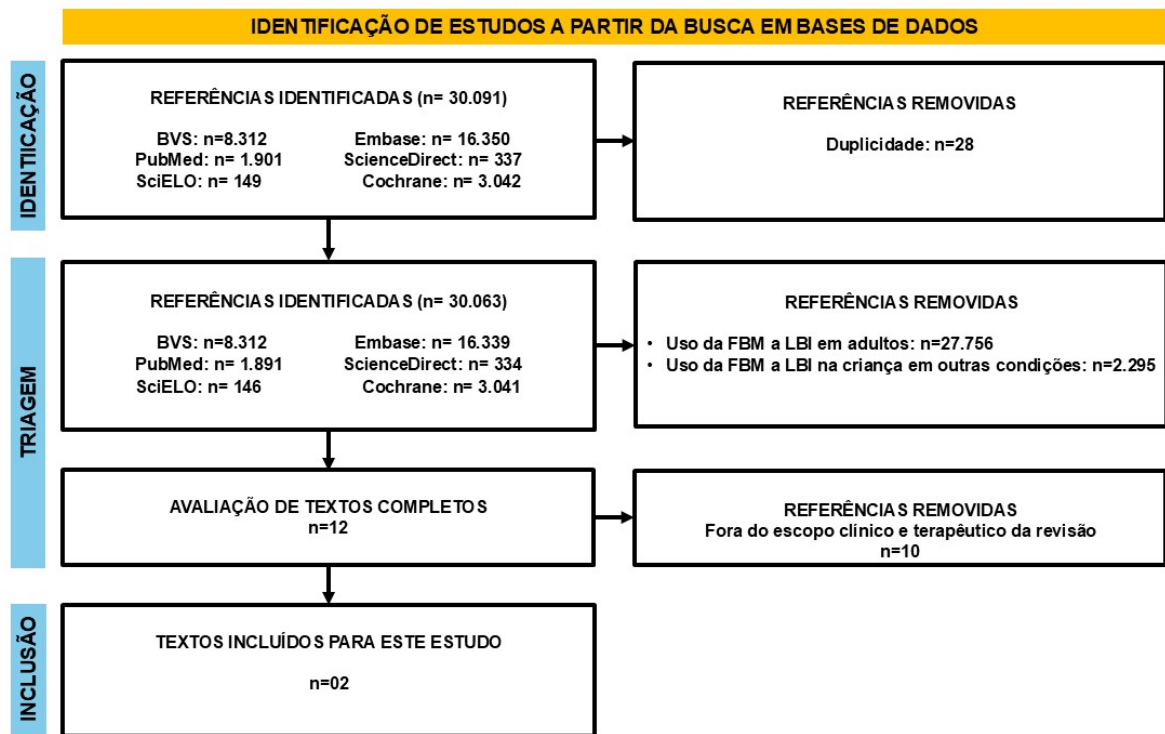 IDENTIFICAÇÃO DE ESTUDOS A PARTIR DA BUSCA EM BASES DE DADOS
IDENTIICAÇÃO
REFERÊNCIAS IDENTIFICADAS (n= 30.091)
BVS: n=8.312 Embase: n= 16.350
PubMed: n= 1.901 ScienceDirect: n= 337
SciELO: n= 149 Cochrane: n= 3.042
REFERÊNCIAS REMOVIDAS
Duplicidade: n=28
TRIAGEM
REFERÊNCIAS IDENTIFICADAS (n= 30.063)
BVS: n=8.312 Embase: n= 16.339
PubMed: n= 1.891 ScienceDirect: n= 334
SciELO: n= 146 Cochrane: n= 3.041
REFERÊNCIAS REMOVIDAS
• Uso da FBM a LBI em adultos: n=27.756
• Uso da FBM a LBI na criança em outras condições: n=2.295
AVALIAÇÃO DE TEXTOS COMPLETOS
n=12
REFERÊNCIAS REMOVIDAS
Fora do escopo clínico e terapêutico da revisão
n=10
INCLUSÃO
TEXTOS INCLUÍDOS PARA ESTE ESTUDO
n=02